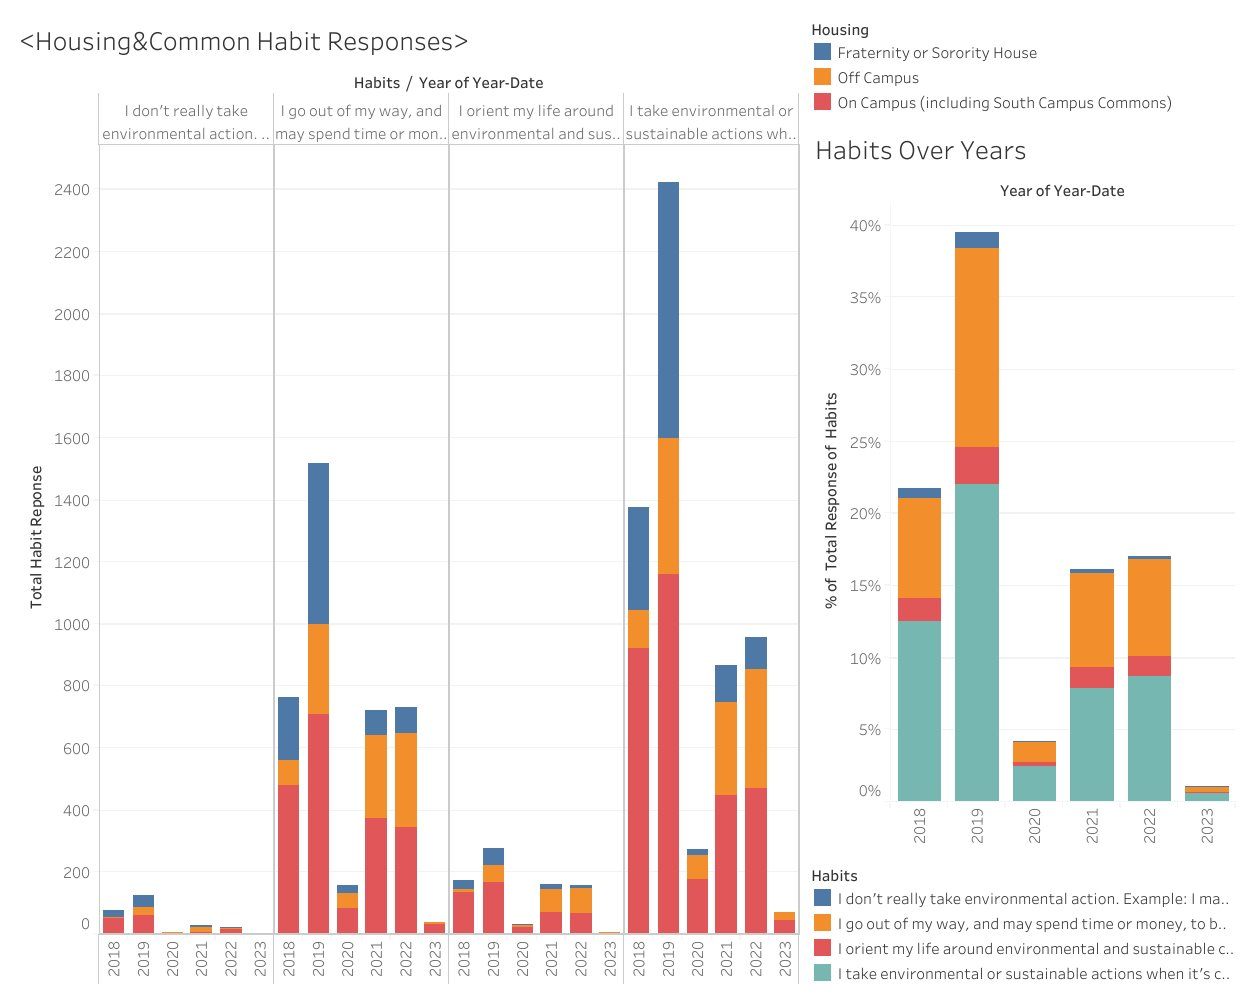 <Housing&Common Habit Responses>
Habits / Year of Year-Date
I don't really take
environmental action. ..
I go out of my way, and
may spend time or mon..
I orient my life around
environmental and sus..
I take environmental or
sustainable actions wh..
Total Habit Reponse
2400
2200
2000
1800
1600
1400
1200
1000
800
600
400
200
0
2018
2019
2020
2021
2022
2023
2018
2019
2020
2021
2022
2023
2018
2019
2020
2021
2022
2023
2018
2019
2020
2021
2022
2023
Housing
Fraternity or Sorority House
Off Campus
On Campus (including South Campus Commons)
Habits Over Years
Year of Year-Date
% of Total Response of Habits
40%
35%
30%
25%
20%
15%
10%
5%
0%
2018
2019
2020
2021
2022
2023
Habits
I don't really take environmental action. Example: I ma..
I go out of my way, and may spend time or money, to b..
I orient my life around environmental and sustainable c..
I take environmental or sustainable actions when it's c..